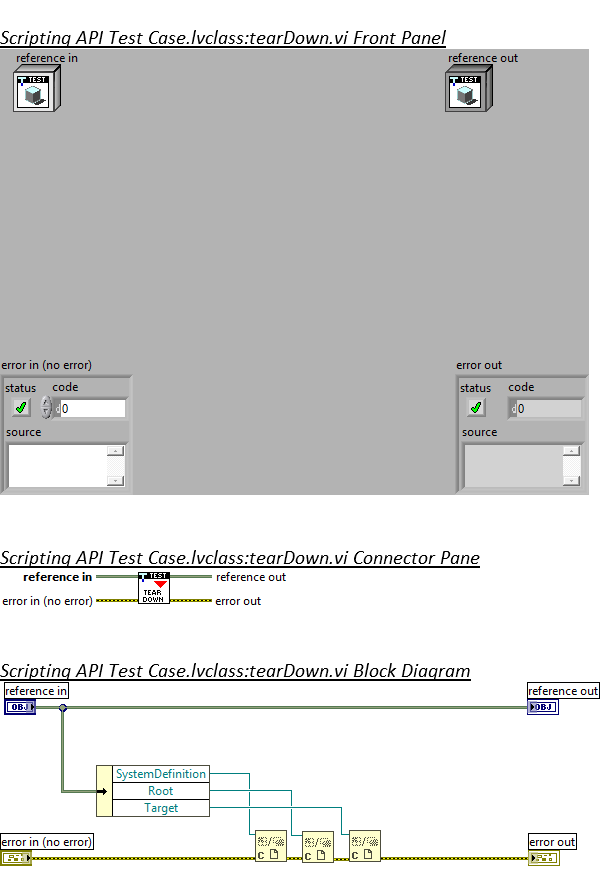 Scripting API Test Case.lvclass:tearDown.vi Front Panel
reference in reference out
TEST TEST
error in (no error) error out
status code status code
d 0 d 0
source source
Scripting API Test Case.lvclass:tearDown.vi Connector Pane
reference in TEST reference out
error in (no error) TEAR DOWN error out
Scripting API Test Case.lvclass:tearDown.vi Block Diagram
reference in reference out
OBJ OBJ
SystemDefinition
Root
Target
error in (no error) error out
C C C